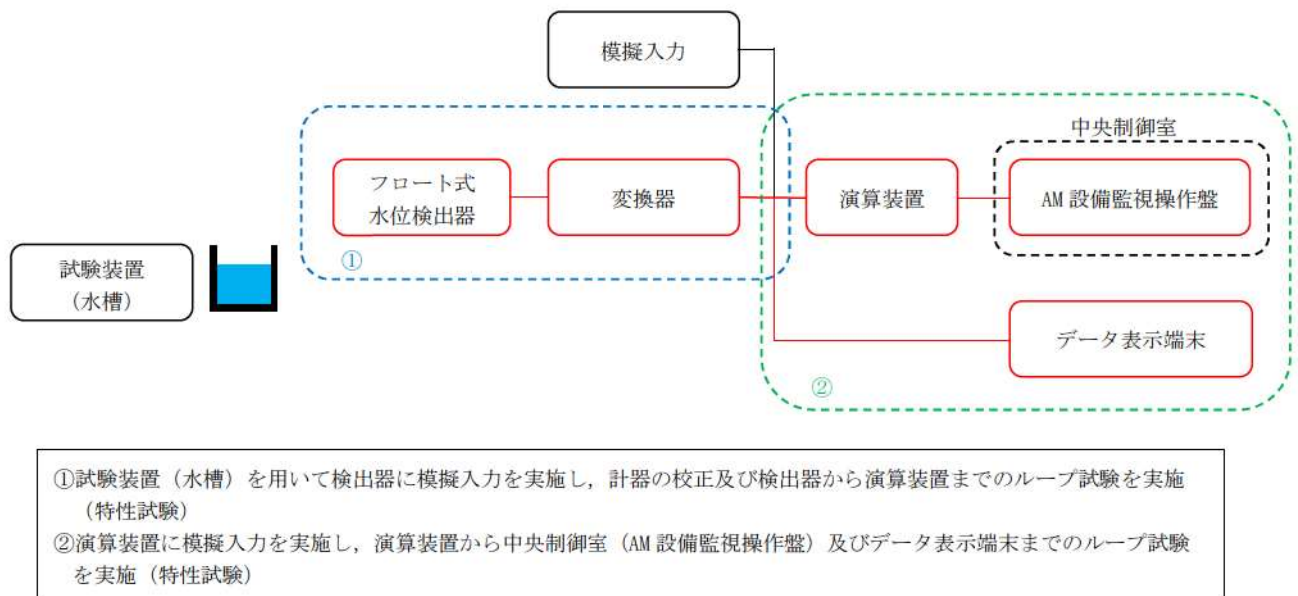 模擬入力
中央制御室
フロート式
水位検出器
変換器
演算装置
AM 設備監視操作盤
①
試験装置
(水槽)
データ表示端末
②
①試験装置(水槽)を用いて検出器に模擬入力を実施し,計器の校正及び検出器から演算装置までのループ試験を実施
(特性試験)
②演算装置に模擬入力を実施し,演算装置から中央制御室(AM 設備監視操作盤)及びデータ表示端末までのループ試験
を実施(特性試験)